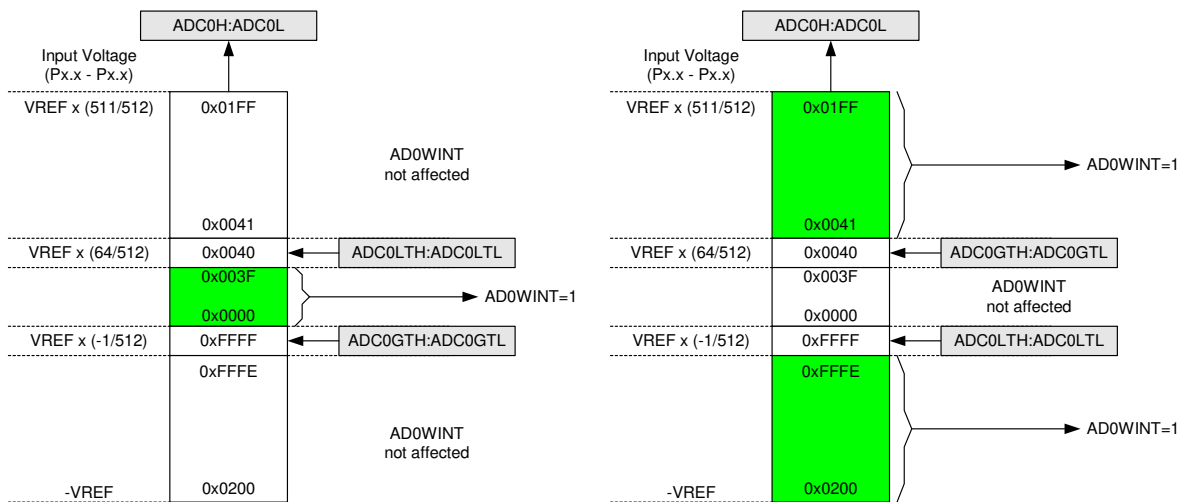 ADC0H:ADC0L
Input Voltage
(Px.x - Px.x)
VREF x (511/512)
0x01FF
AD0WINT
not affected
0x0041
VREF x (64/512)
0x0040
ADC0LTH:ADC0LTL
0x003F
AD0WINT=1
0x0000
VREF x (-1/512)
0xFFFF
ADC0GTH:ADC0GTL
0xFFFE
AD0WINT
not affected
-VREF
0x0200
ADC0H:ADC0L
Input Voltage
(Px.x - Px.x)
VREF x (511/512)
0x01FF
AD0WINT=1
0x0041
VREF x (64/512)
0x0040
ADC0GTH:ADC0GTL
0x003F
AD0WINT
not affected
0x0000
VREF x (-1/512)
0xFFFF
ADC0LTH:ADC0LTL
0xFFFE
AD0WINT=1
-VREF
0x0200